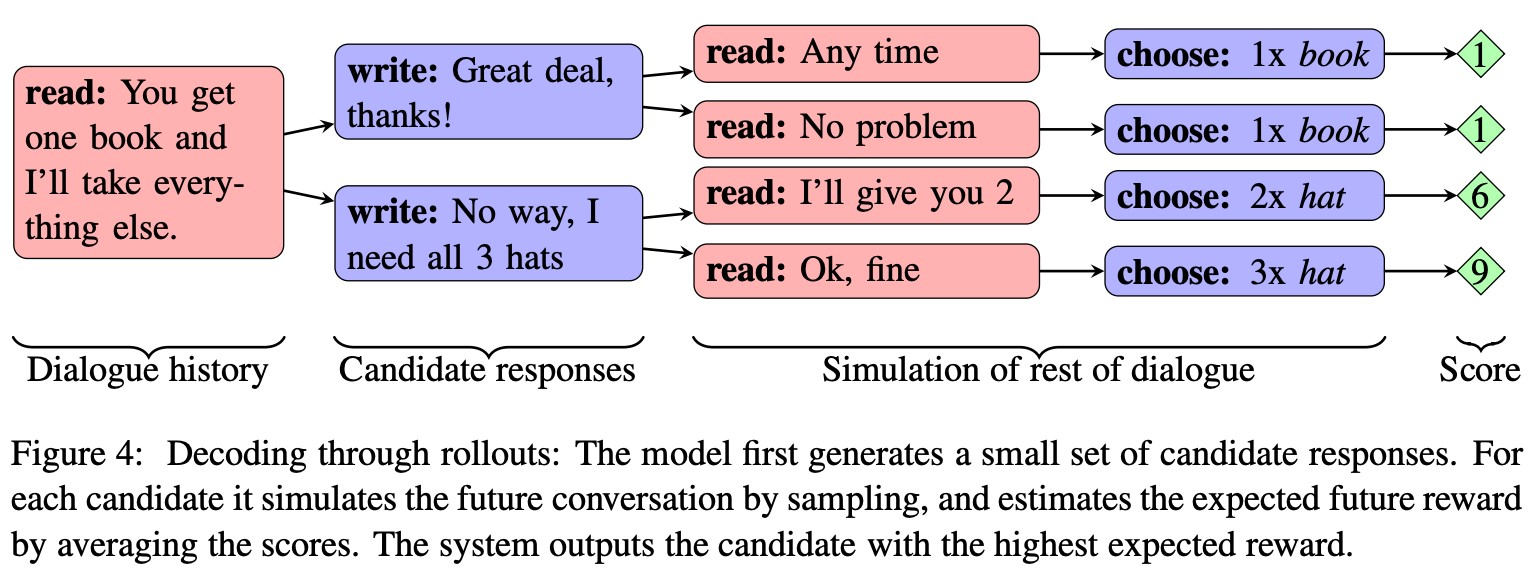 read: You get
one book and
I'll take every-
thing else.
write: Great deal,
thanks!
write: No way, I
need all 3 hats
read: Any time
choose: 1x book
1
read: No problem
choose: 1x book
1
read: I'll give you 2
choose: 2x hat
6
read: Ok, fine
choose: 3x hat
9
Dialogue history
Candidate responses
Simulation of rest of dialogue
Score
Figure 4: Decoding through rollouts: The model first generates a small set of candidate responses. For
each candidate it simulates the future conversation by sampling, and estimates the expected future reward
by averaging the scores. The system outputs the candidate with the highest expected reward.